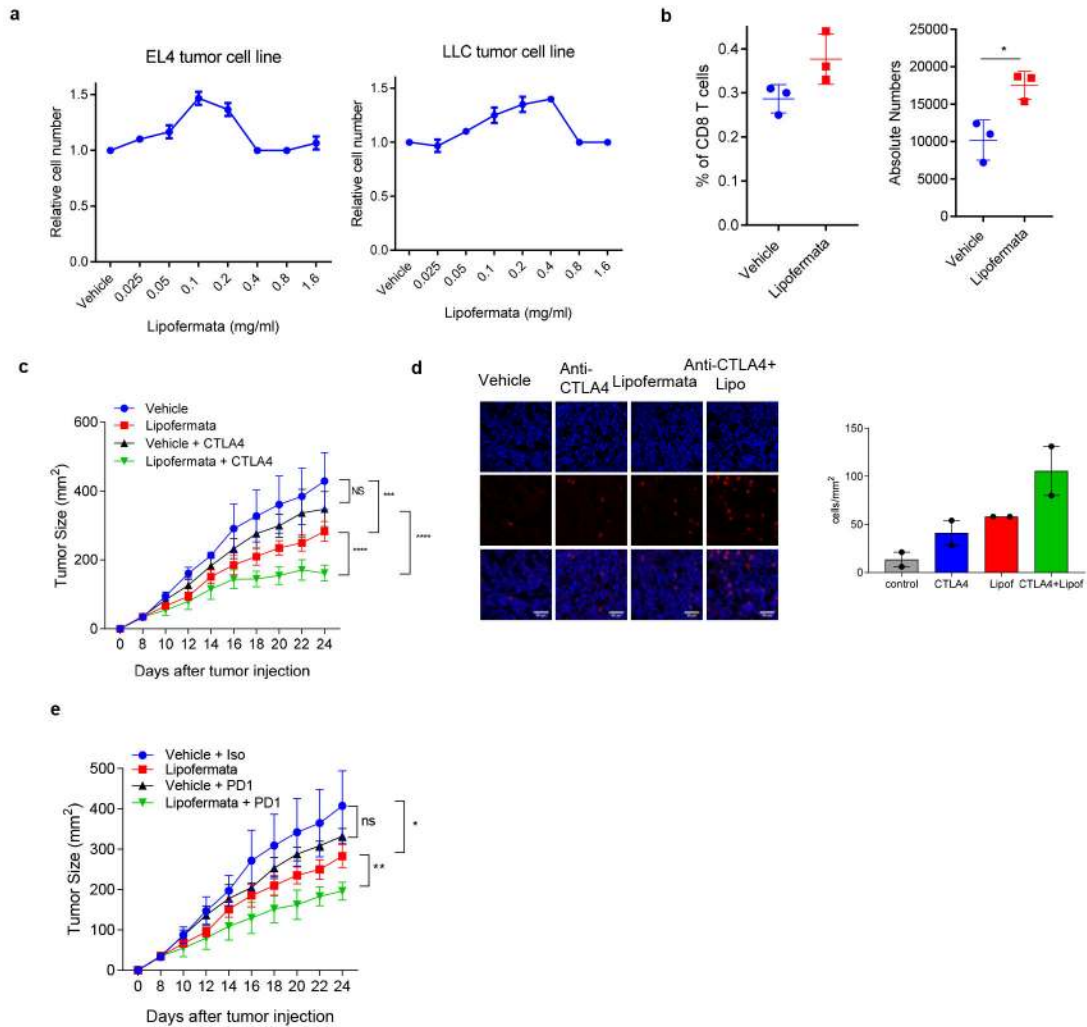 a
EL4 tumor cell line
Relative cell number
1.5
1.0
0.5
0.0
Vehicle
0.025
0.05
0.1
0.2
0.4
0.8
1.6
Lipofermata (mg/ml)
LLC tumor cell line
Relative cell number
1.5
1.0
0.5
0.0
Vehicle
0.025
0.05
0.1
0.2
0.4
0.8
1.6
Lipofermata (mg/ml)
b
% of CD8 T cells
0.4
0.3
0.2
0.1
0.0
Vehicle
Lipofermata
Absolute Numbers
25000
20000
15000
10000
5000
0
*
Vehicle
Lipofermata
c
Vehicle
Lipofermata
Vehicle + CTLA4
Lipofermata + CTLA4
Tumor Size (mm2)
600
400
200
0
NS
***
****
****
0 8 10 12 14 16 18 20 22 24
Days after tumor injection
d
Vehicle
Anti-
CTLA4
Lipofermata
Anti-CTLA4+
Lipo
cells/mm2
150
100
50
0
control CTLA4 Lipof CTLA4+Lipof
e
Vehicle + Iso
Lipofermata
Vehicle + PD1
Lipofermata + PD1
Tumor Size (mm2)
500
400
300
200
100
0
ns
*
**
0 8 10 12 14 16 18 20 22 24
Days after tumor injection